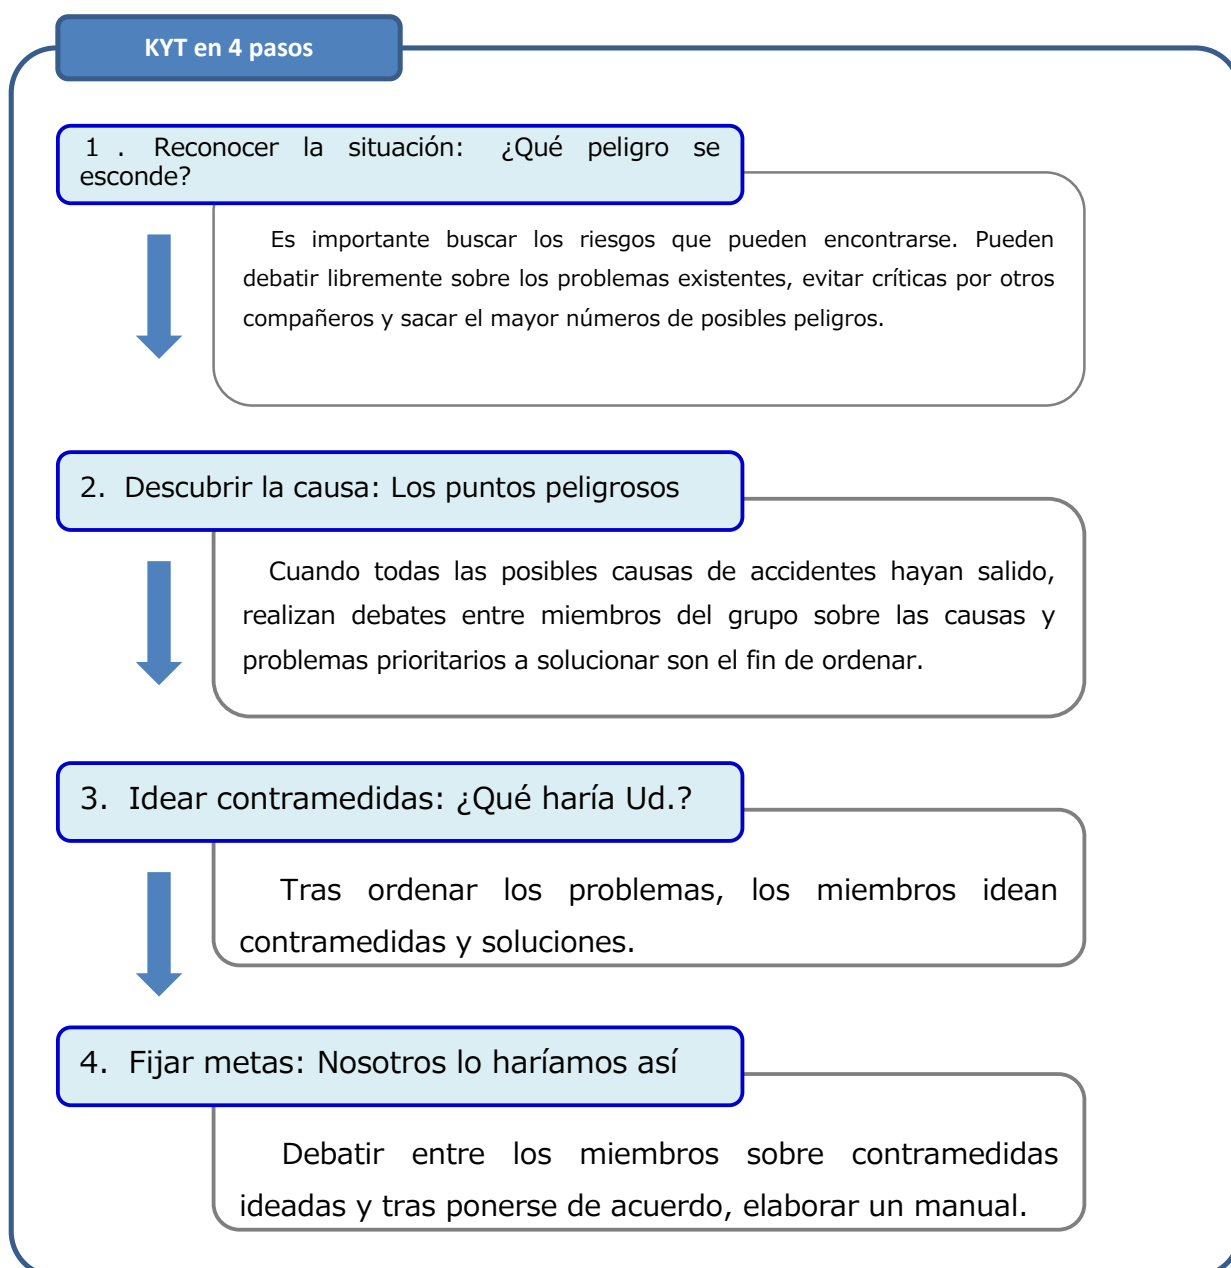 KYT en 4 pasos
１．Reconocer la situación: ¿Qué peligro se
esconde?
Es importante buscar los riesgos que pueden encontrarse. Pueden
debatir libremente sobre los problemas existentes, evitar críticas por otros
compañeros y sacar el mayor números de posibles peligros.
2. Descubrir la causa: Los puntos peligrosos
Cuando todas las posibles causas de accidentes hayan salido,
realizan debates entre miembros del grupo sobre las causas y
problemas prioritarios a solucionar son el fin de ordenar.
3. Idear contramedidas: ¿Qué haría Ud.?
Tras ordenar los problemas, los miembros idean
contramedidas y soluciones.
4. Fijar metas: Nosotros lo haríamos así
Debatir entre los miembros sobre contramedidas
ideadas y tras ponerse de acuerdo, elaborar un manual.